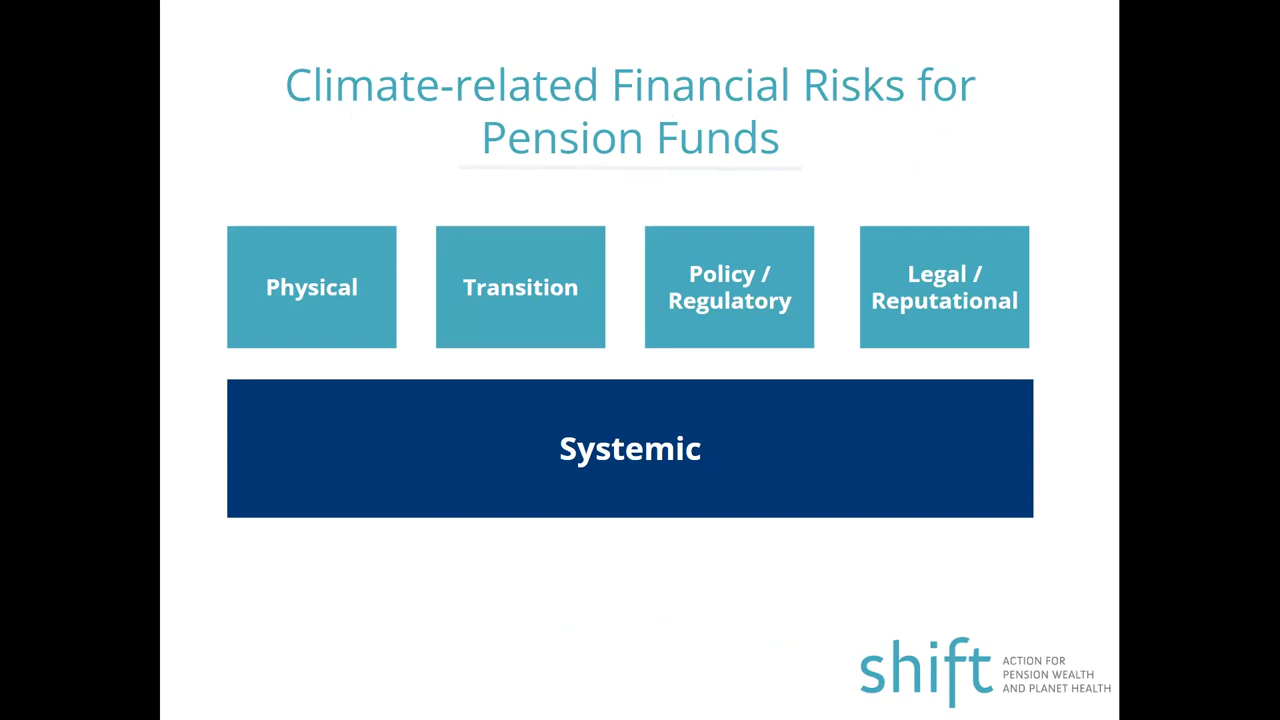 Climate-related Financial Risks for
Pension Funds
Physical
Transition
Policy /
Regulatory
Legal /
Reputational
Systemic
shift
ACTION FOR
PENSION WEALTH
AND PLANET HEALTH